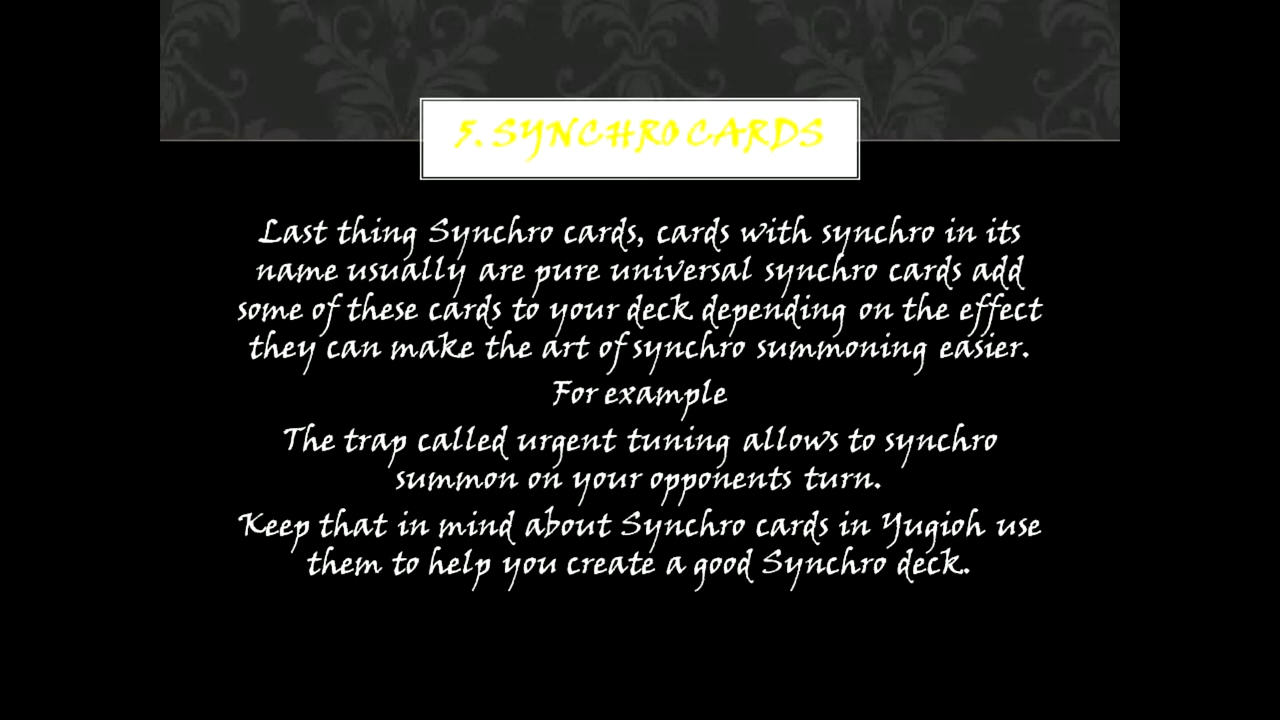 5. SYNCHRO CARDS
Last thing Synchro cards, cards with synchro in its
name usually are pure universal synchro cards add
some of these cards to your deck depending on the effect
they can make the art of synchro summoning easier.
For example
The trap called urgent tuning allows to synchro
summon on your opponents turn.
Keep that in mind about Synchro cards in Yugioh use
them to help you create a good Synchro deck.